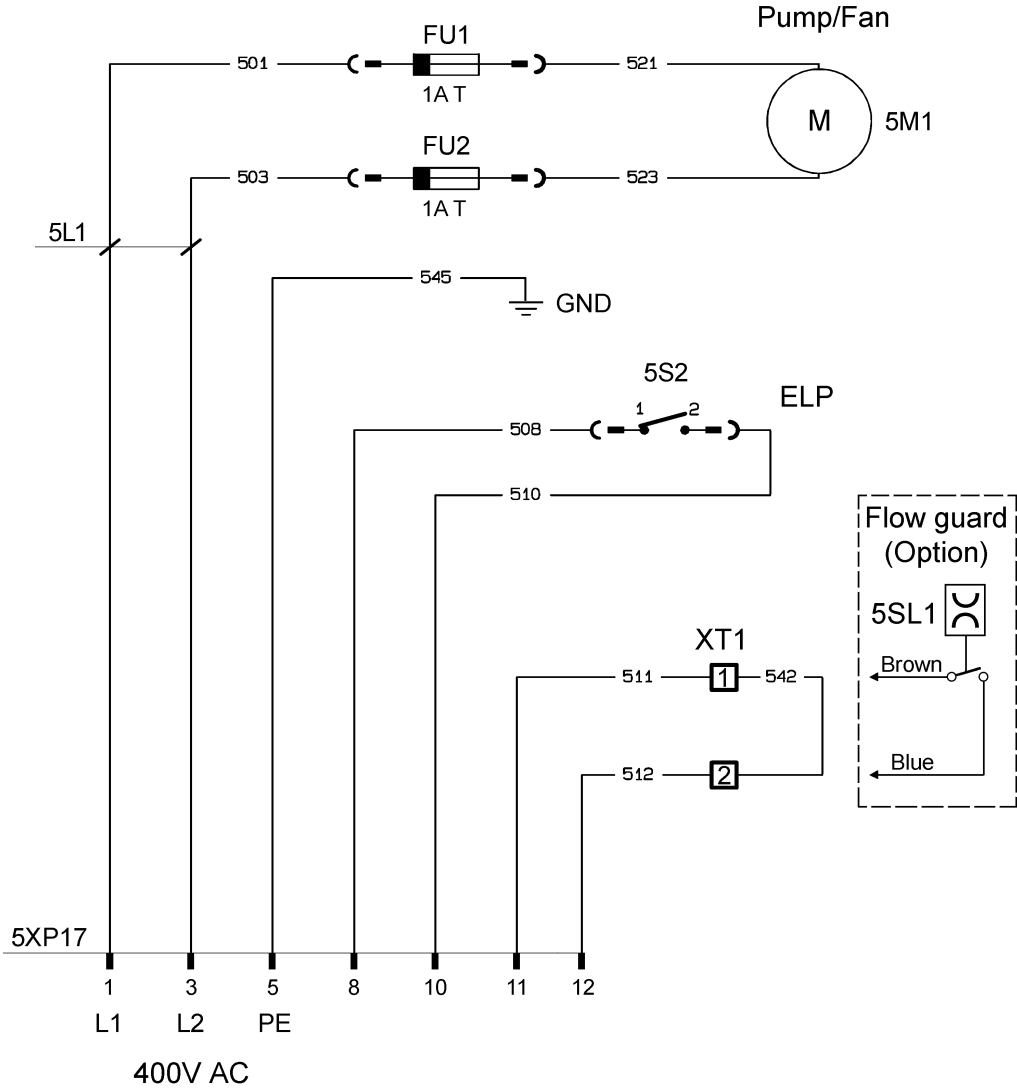 Pump/Fan
FU1
501
521
1A T
M
5M1
FU2
503
523
1A T
5L1
545
GND
5S2
1
2
ELP
508
510
Flow guard
(Option)
5SL1
XT1
Brown
511
1
542
Blue
512
2
5XP17
1 3 5 8 10 11 12
L1 L2 PE
400V AC